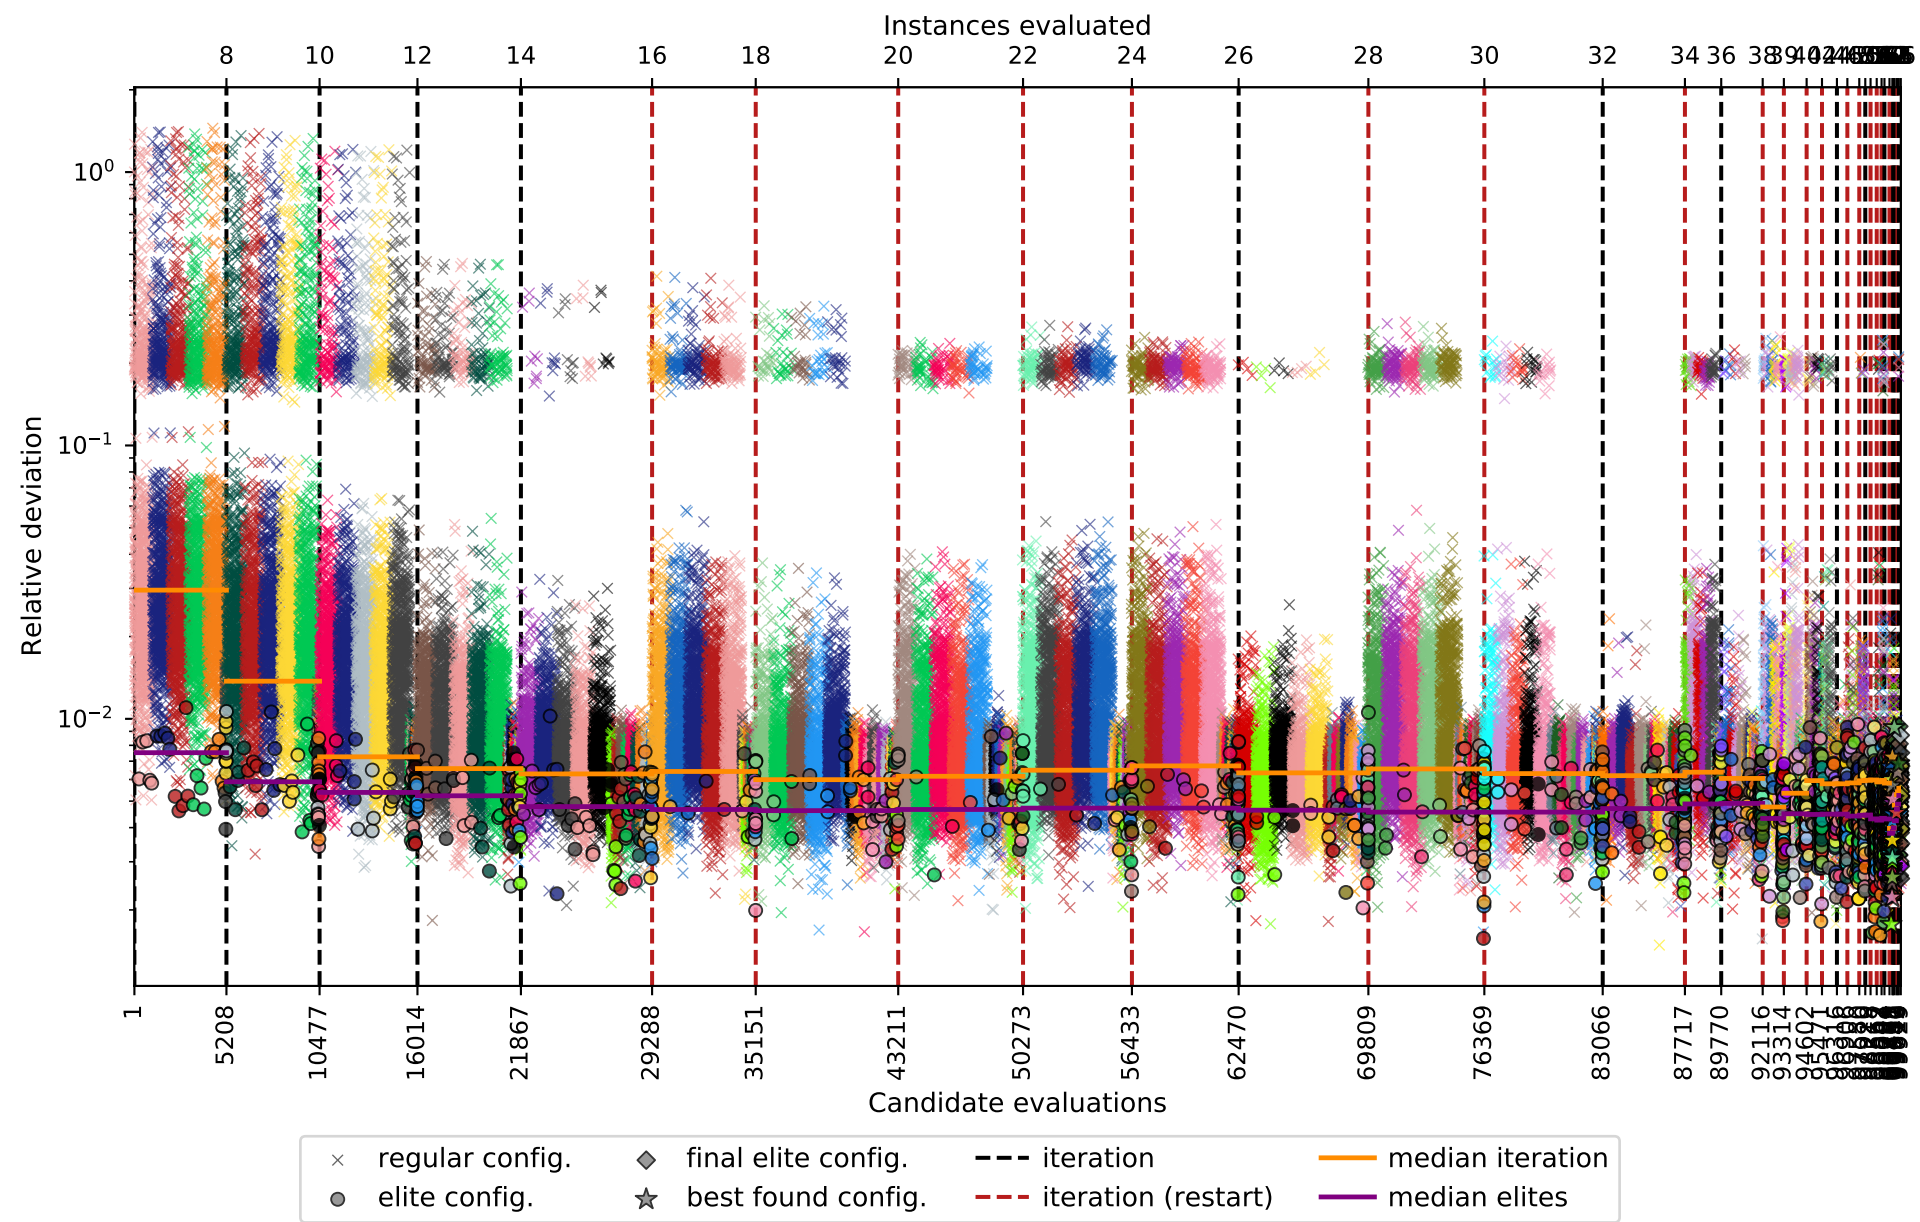 Instances evaluated
8 10 12 14 16 18 20 22 24 26 28 30 32 34 36 38 39
Relative deviation
10^0
10^-1
10^-2
1 5208 10477 16014 21867 29288 35151 43211 50273 56433 62470 69809 76369 83066 87717 89770 92116 93314 94602 95471
Candidate evaluations
regular config. final elite config. iteration median iteration
elite config. best found config. iteration (restart) median elites